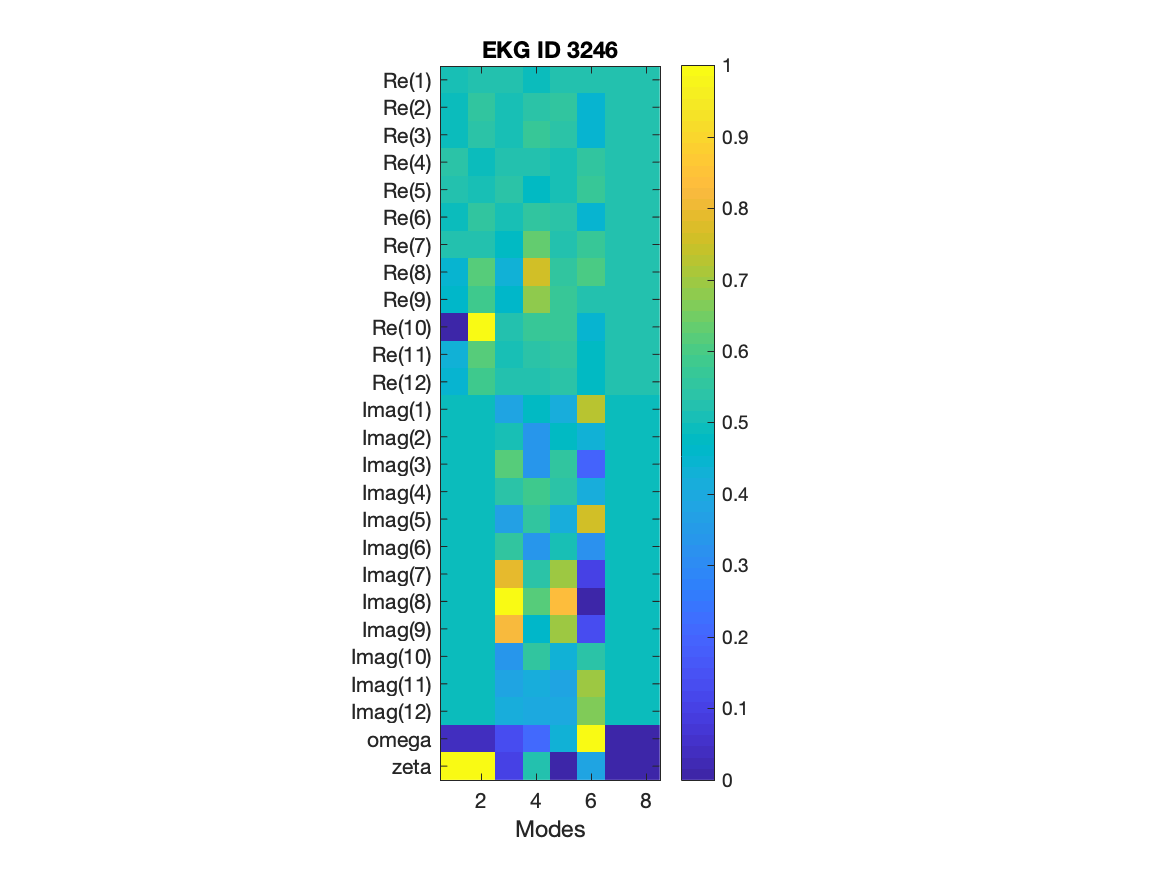 EKG ID 3246
Re(1)
Re(2)
Re(3)
Re(4)
Re(5)
Re(6)
Re(7)
Re(8)
Re(9)
Re(10)
Re(11)
Re(12)
Imag(1)
Imag(2)
Imag(3)
Imag(4)
Imag(5)
Imag(6)
Imag(7)
Imag(8)
Imag(9)
Imag(10)
Imag(11)
Imag(12)
omega
zeta
2 4 6 8
Modes
1
0.9
0.8
0.7
0.6
0.5
0.4
0.3
0.2
0.1
0